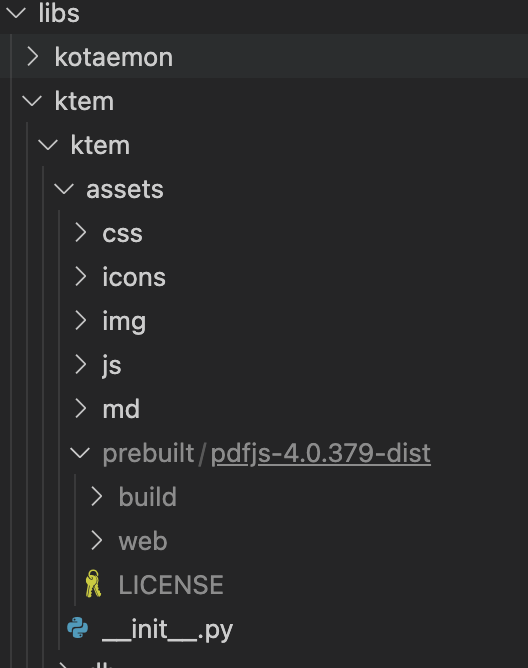 libs
kotaemon
ktem
ktem
assets
css
icons
img
js
md
prebuilt/pdfjs-4.0.379-dist
build
web
LICENSE
__init__.py